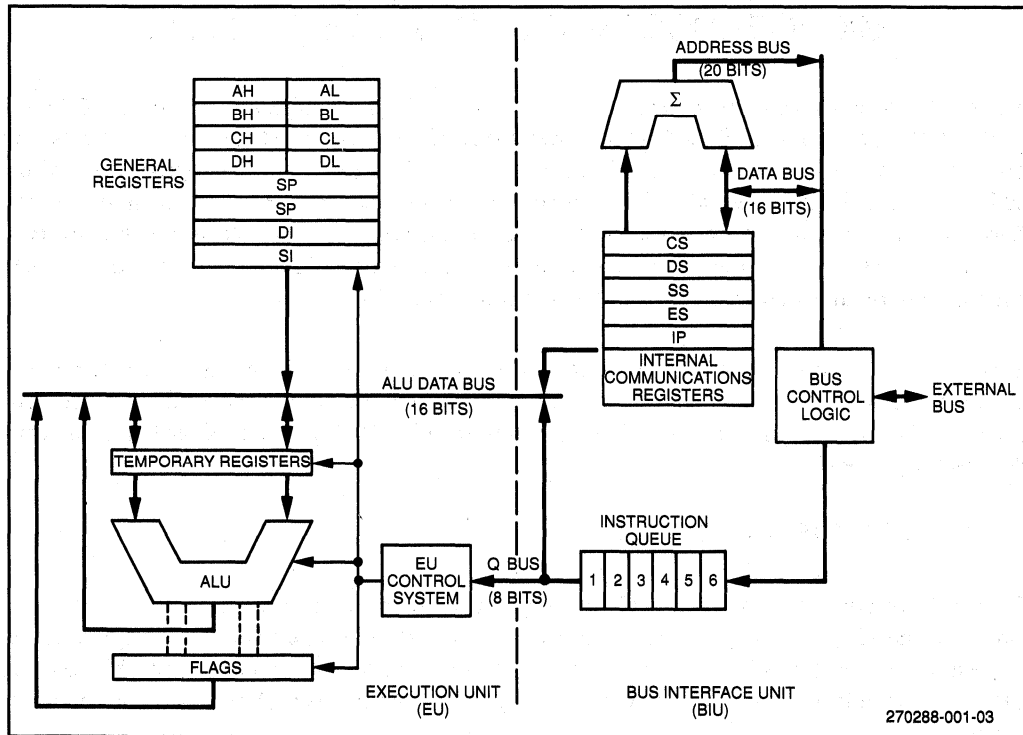 ADDRESS BUS
(20 BITS)
Σ
AH AL
BH BL
CH CL
DH DL
SP
SP
DI
SI
GENERAL
REGISTERS
DATA BUS
(16 BITS)
CS
DS
SS
ES
IP
INTERNAL
COMMUNICATIONS
REGISTERS
BUS
CONTROL
LOGIC
EXTERNAL
BUS
ALU DATA BUS
(16 BITS)
TEMPORARY REGISTERS
ALU
FLAGS
EU
CONTROL
SYSTEM
Q BUS
(8 BITS)
INSTRUCTION
QUEUE
1 2 3 4 5 6
EXECUTION UNIT
(EU)
BUS INTERFACE UNIT
(BIU)
270288-001-03